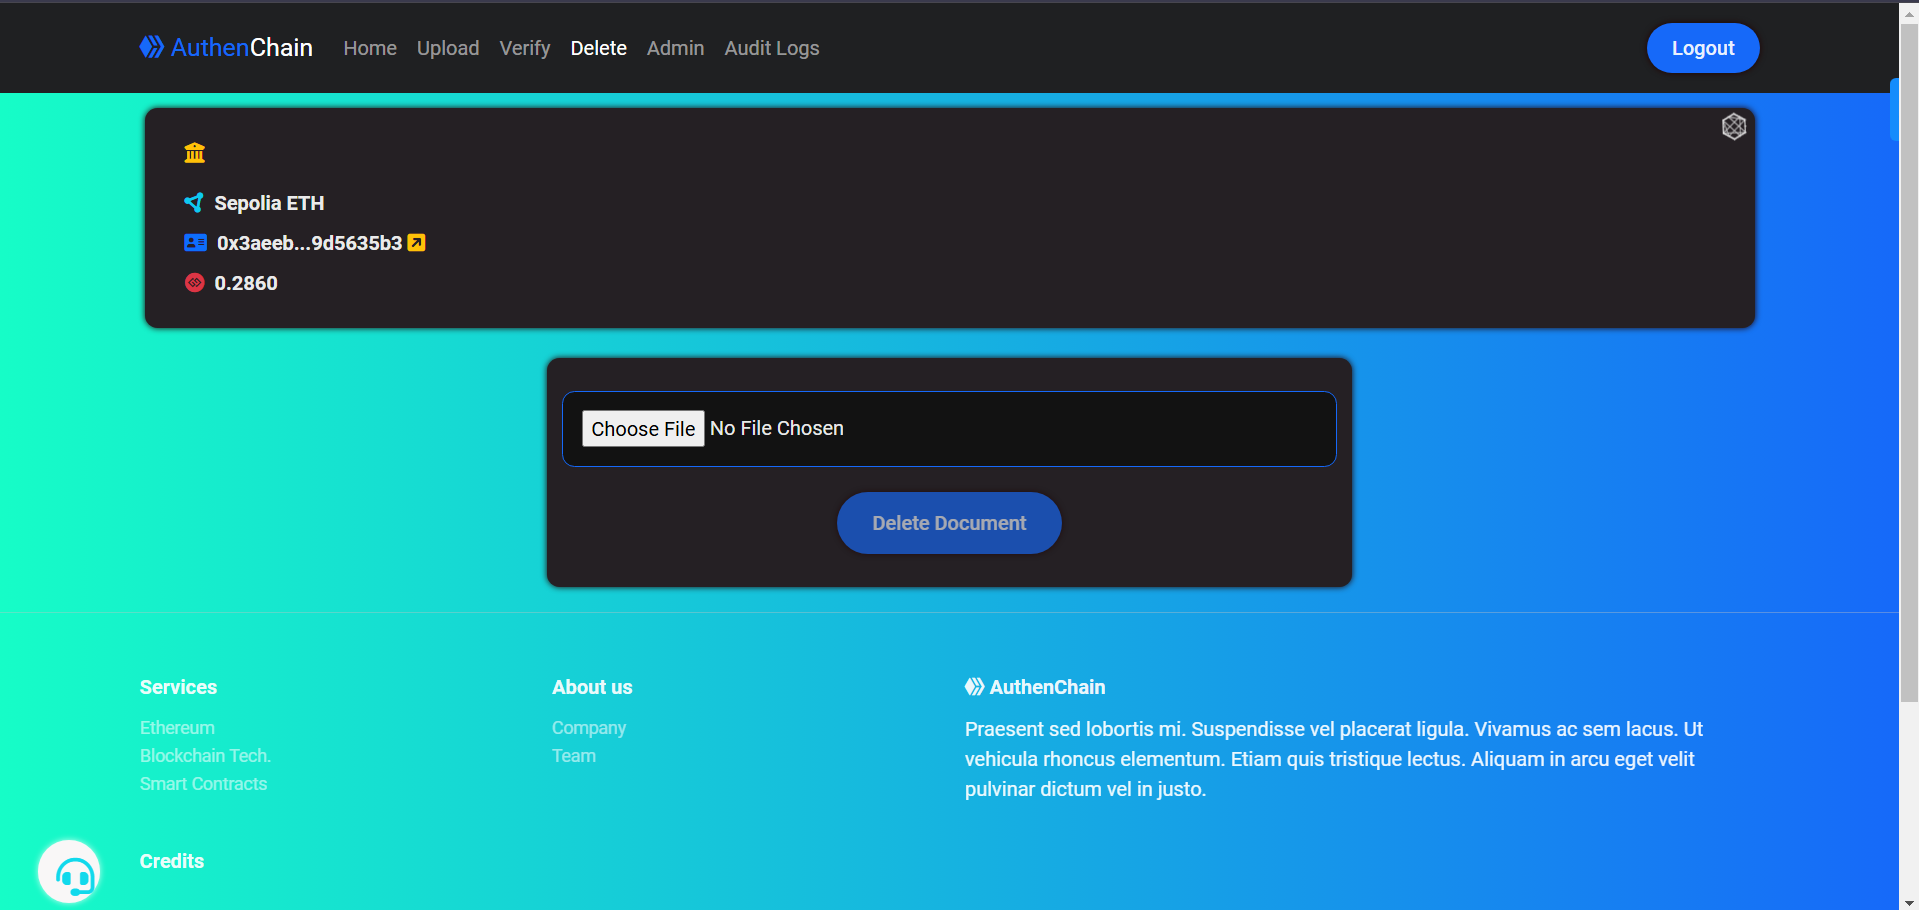 AuthenChain Home Upload Verify Delete Admin Audit Logs Logout
Sepolia ETH
0x3aeeb...9d5635b3
0.2860
Choose File No File Chosen
Delete Document
Services
Ethereum
Blockchain Tech.
Smart Contracts
About us
Company
Team
AuthenChain
Praesent sed lobortis mi. Suspendisse vel placerat ligula. Vivamus ac sem lacus. Ut
vehicula rhoncus elementum. Etiam quis tristique lectus. Aliquam in arcu eget velit
pulvinar dictum vel in justo.
Credits